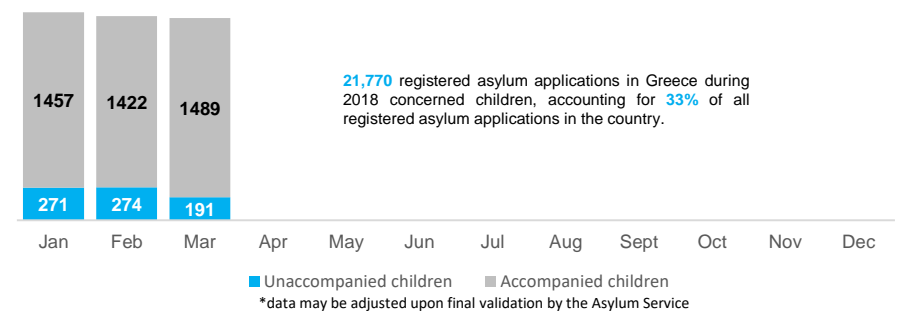 1457 1422 1489
21,770 registered asylum applications in Greece during
2018 concerned children, accounting for 33% of all
registered asylum applications in the country.
271 274 191
Jan Feb Mar Apr May Jun Jul Aug Sept Oct Nov Dec
Unaccompanied children Accompanied children
*data may be adjusted upon final validation by the Asylum Service